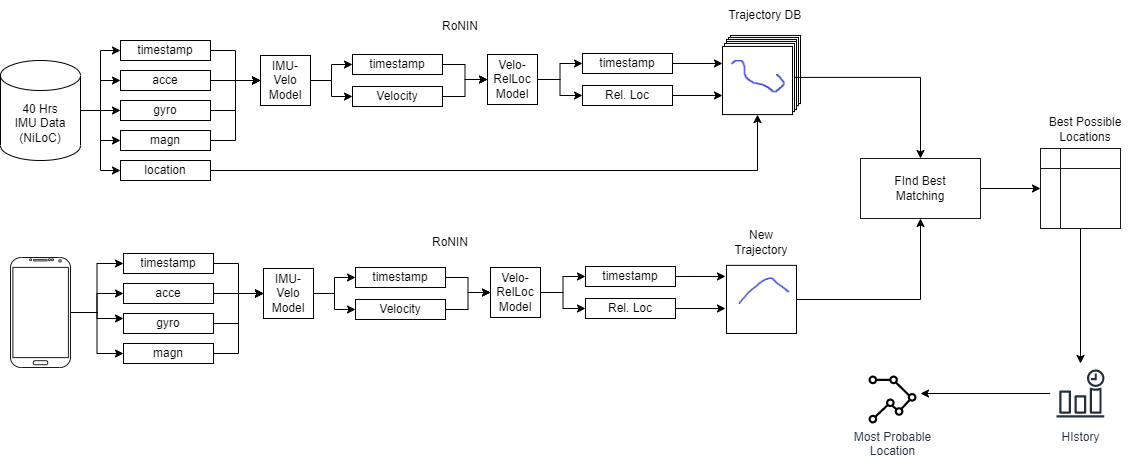 Trajectory DB
RoNIN
timestamp
acce
gyro
magn
location
40 Hrs
IMU Data
(NiLoC)
IMU-
Velo
Model
timestamp
Velocity
Velo-
RelLoc
Model
timestamp
Rel. Loc
Best Possible
Locations
FInd Best
Matching
RoNIN
New
Trajectory
timestamp
acce
gyro
magn
IMU-
Velo
Model
timestamp
Velocity
Velo-
RelLoc
Model
timestamp
Rel. Loc
Most Probable
Location
HIstory